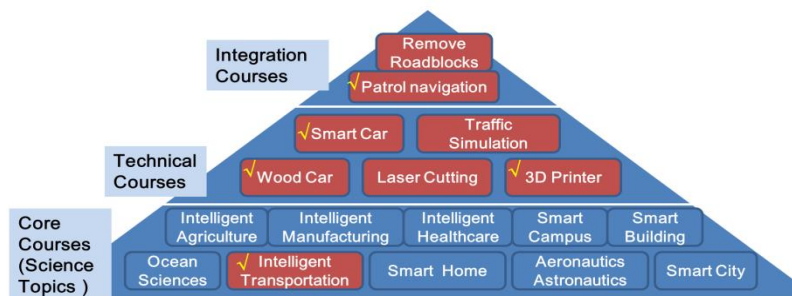 Integration
Courses
Remove
Roadblocks
√ Patrol navigation
Technical
Courses
√ Smart Car
Traffic
Simulation
√ Wood Car
Laser Cutting
√ 3D Printer
Core
Courses
(Science
Topics )
Intelligent
Agriculture
Intelligent
Manufacturing
Intelligent
Healthcare
Smart
Campus
Smart
Building
Ocean
Sciences
√ Intelligent
Transportation
Smart Home
Aeronautics
Astronautics
Smart City